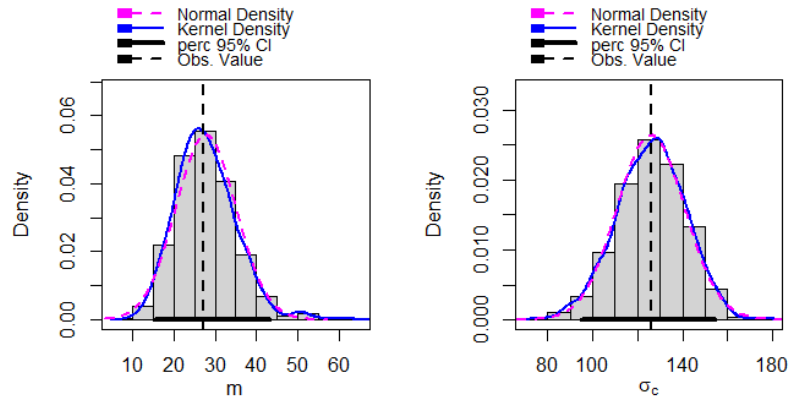 Normal Density
Kernel Density
perc 95% CI
Obs. Value
Density
0.00 0.02 0.04 0.06
10 20 30 40 50 60
m
Normal Density
Kernel Density
perc 95% CI
Obs. Value
Density
0.000 0.010 0.020 0.030
80 100 140 180
σc